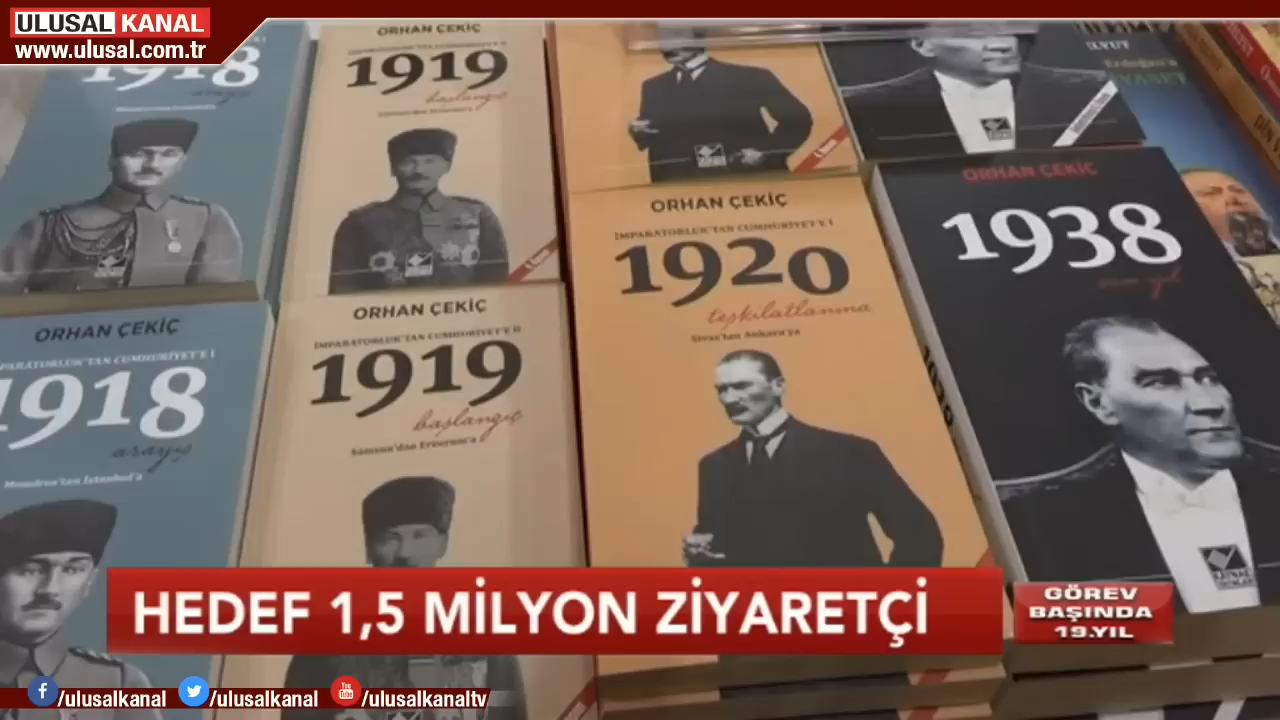 ULUSAL KANAL
www.ulusal.com.tr
1918
arayış
ORHAN ÇEKİÇ
1919
başlangıç
ORHAN ÇEKİÇ
İMPARATORLUK'TAN CUMHURİYET'E I
1920
teşkilatlanma
Sivas'tan Ankara'ya
ORHAN ÇEKİÇ
1938
son yıl
ORHAN ÇEKİÇ
İMPARATORLUK'TAN CUMHURİYET'E II
1919
başlangıç
Samsun'dan Erzurum'a
ORHAN ÇEKİÇ
PARATORLUK'TAN CUMHURİYET'E I
1918
arayış
Mondros'tan İstanbul'a
Erdoğan'a
HEDEF 1,5 MİLYON ZİYARETÇİ
GÖREV
BAŞINDA
19.YIL
/ulusalkanal
/ulusalkanal
/ulusalkanaltv